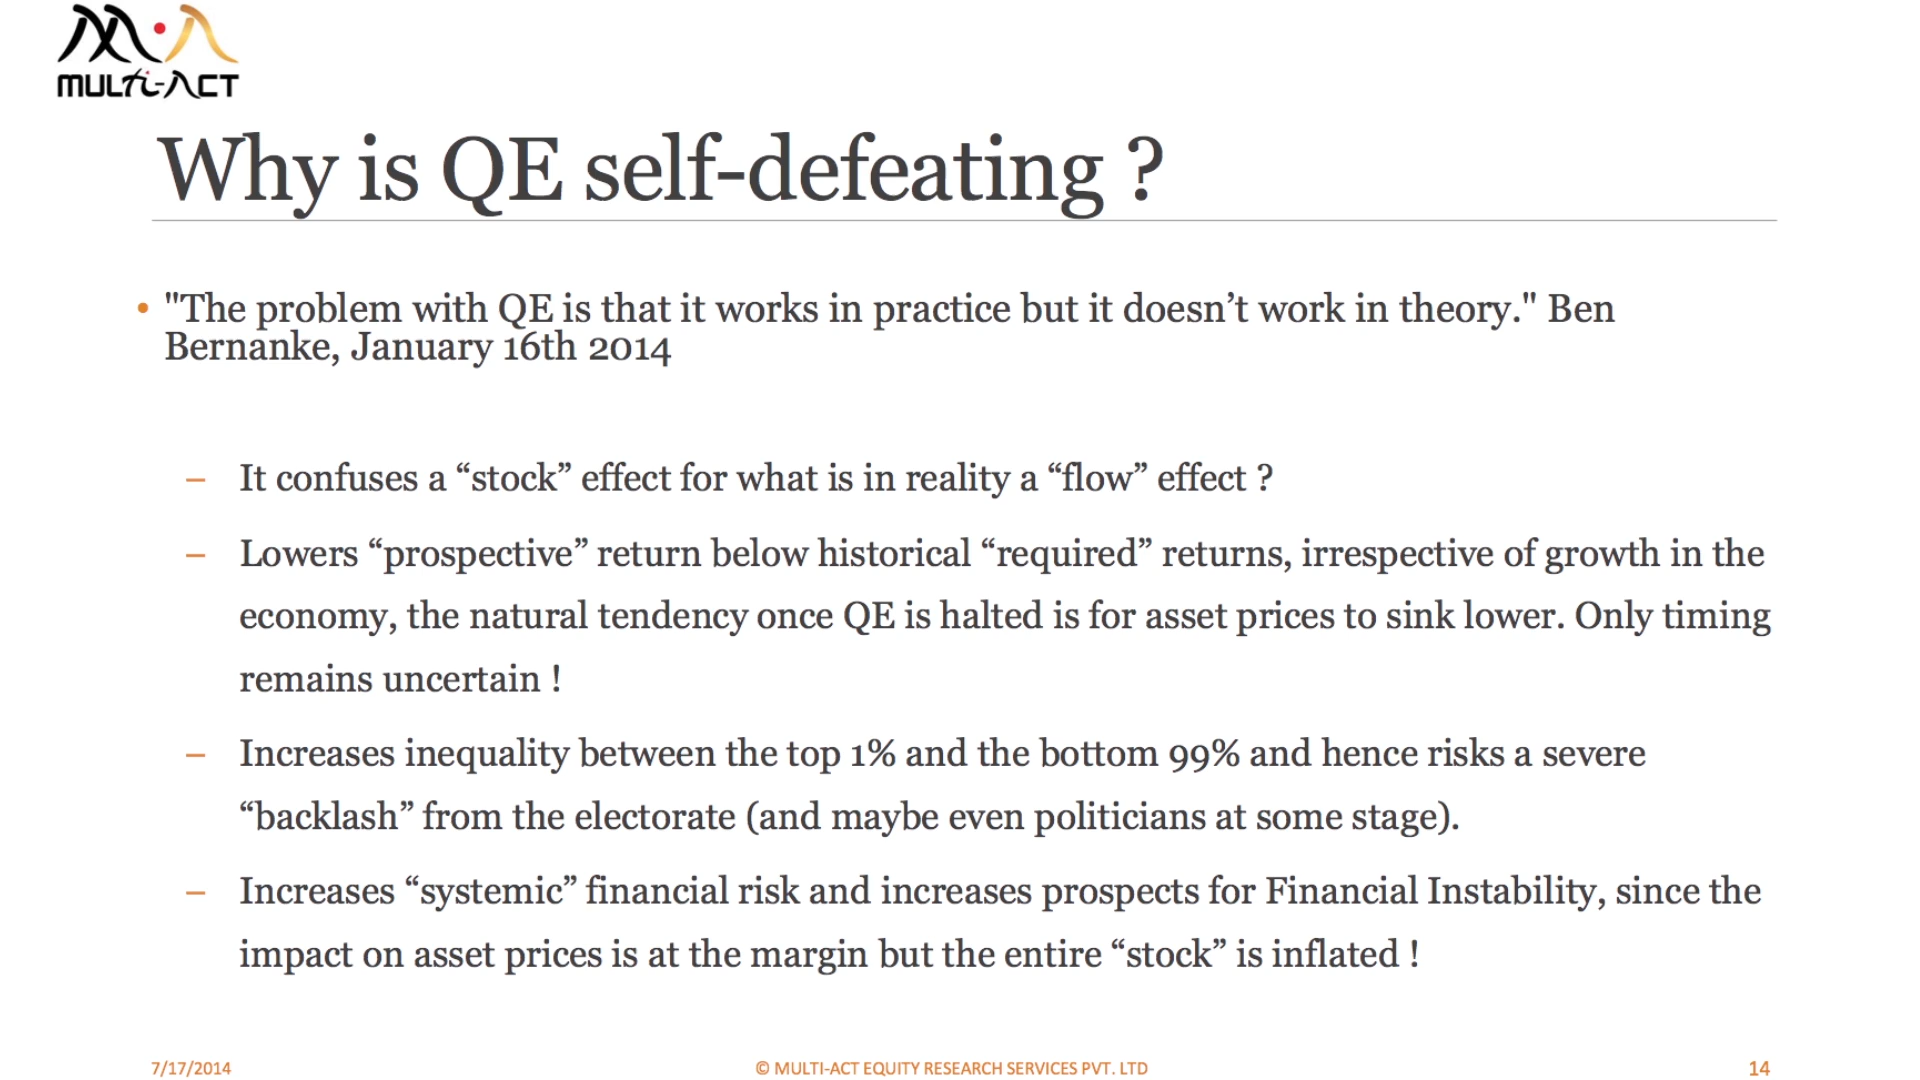 MULTi-ACT
Why is QE self-defeating ?
• "The problem with QE is that it works in practice but it doesn’t work in theory." Ben
Bernanke, January 16th 2014
– It confuses a “stock” effect for what is in reality a “flow” effect ?
– Lowers “prospective” return below historical “required” returns, irrespective of growth in the
economy, the natural tendency once QE is halted is for asset prices to sink lower. Only timing
remains uncertain !
– Increases inequality between the top 1% and the bottom 99% and hence risks a severe
“backlash” from the electorate (and maybe even politicians at some stage).
– Increases “systemic” financial risk and increases prospects for Financial Instability, since the
impact on asset prices is at the margin but the entire “stock” is inflated !
7/17/2014
© MULTI-ACT EQUITY RESEARCH SERVICES PVT. LTD
14